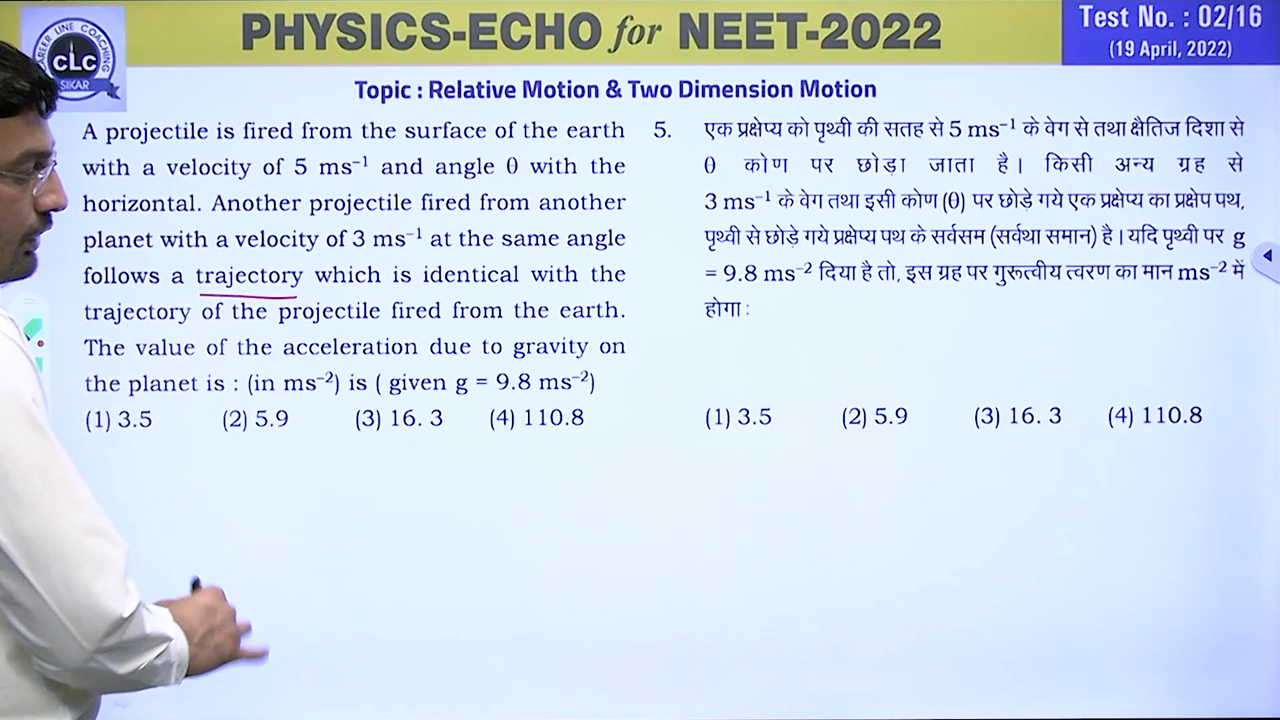 CAREER LINE COACHING
CLC
SIKAR
PHYSICS-ECHO for NEET-2022
Test No. : 02/16
(19 April, 2022)
Topic : Relative Motion & Two Dimension Motion
A projectile is fired from the surface of the earth
with a velocity of 5 ms⁻¹ and angle θ with the
horizontal. Another projectile fired from another
planet with a velocity of 3 ms⁻¹ at the same angle
follows a trajectory which is identical with the
trajectory of the projectile fired from the earth.
The value of the acceleration due to gravity on
the planet is : (in ms⁻²) is ( given g = 9.8 ms⁻²)
(1) 3.5 (2) 5.9 (3) 16. 3 (4) 110.8
5. एक प्रक्षेप्य को पृथ्वी की सतह से 5 ms⁻¹ के वेग से तथा क्षैतिज दिशा से
θ कोण पर छोड़ा जाता है। किसी अन्य ग्रह से
3 ms⁻¹ के वेग तथा इसी कोण (θ) पर छोड़े गये एक प्रक्षेप्य का प्रक्षेप पथ,
पृथ्वी से छोड़े गये प्रक्षेप्य पथ के सर्वसम (सर्वथा समान) है। यदि पृथ्वी पर g
= 9.8 ms⁻² दिया है तो, इस ग्रह पर गुरूत्वीय त्वरण का मान ms⁻² में
होगा :
(1) 3.5 (2) 5.9 (3) 16. 3 (4) 110.8